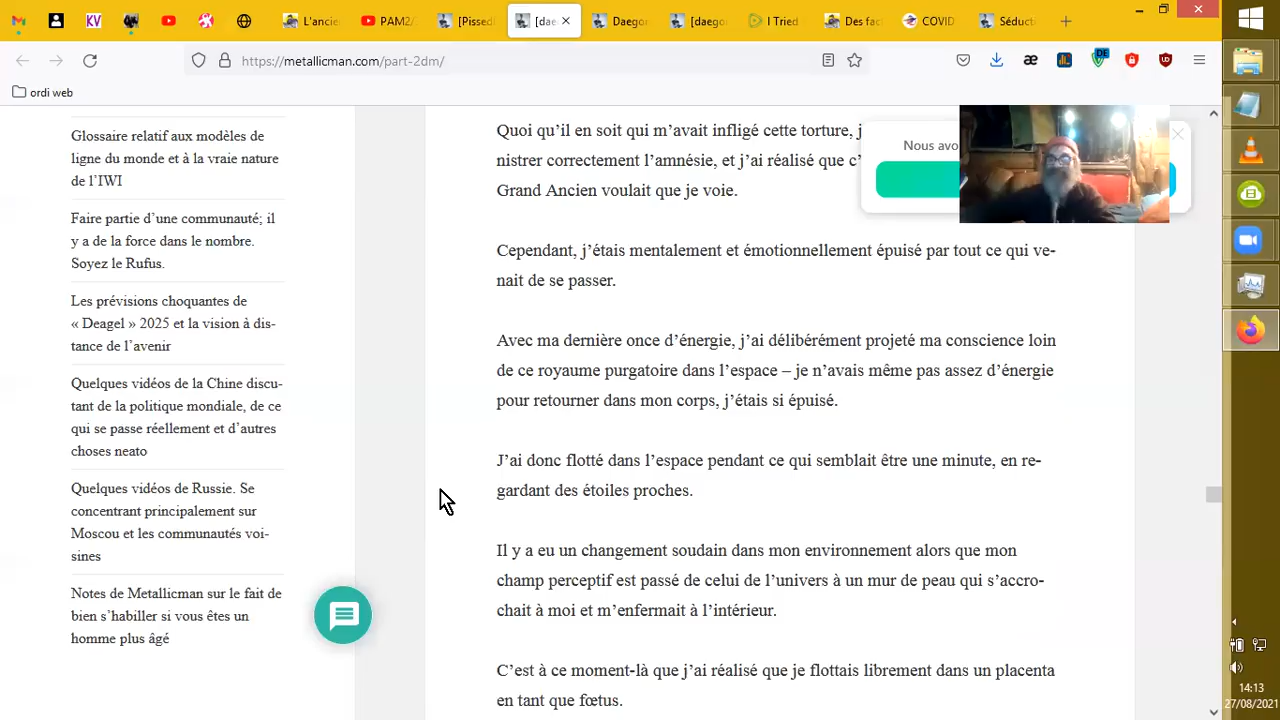 L'ancie
PAM2/
[Pissed
[dae
Daego
[daego
I Tried
Des fac
COVID
Séduct
https://metallicman.com/part-2dm/
DE
ordi web
Glossaire relatif aux modèles de
ligne du monde et à la vraie nature
de l'IWI
Faire partie d'une communauté; il
y a de la force dans le nombre.
Soyez le Rufus.
Les prévisions choquantes de
« Deagel » 2025 et la vision à dis-
tance de l'avenir
Quelques vidéos de la Chine discu-
tant de la politique mondiale, de ce
qui se passe réellement et d'autres
choses neato
Quelques vidéos de Russie. Se
concentrant principalement sur
Moscou et les communautés voi-
sines
Notes de Metallicman sur le fait de
bien s'habiller si vous êtes un
homme plus âgé
Quoi qu'il en soit qui m'avait infligé cette torture, j
nistrer correctement l'amnésie, et j'ai réalisé que c'
Grand Ancien voulait que je voie.
Nous avo
Cependant, j'étais mentalement et émotionnellement épuisé par tout ce qui ve-
nait de se passer.
Avec ma dernière once d'énergie, j'ai délibérément projeté ma conscience loin
de ce royaume purgatoire dans l'espace – je n'avais même pas assez d'énergie
pour retourner dans mon corps, j'étais si épuisé.
J'ai donc flotté dans l'espace pendant ce qui semblait être une minute, en re-
gardant des étoiles proches.
Il y a eu un changement soudain dans mon environnement alors que mon
champ perceptif est passé de celui de l'univers à un mur de peau qui s'accro-
chait à moi et m'enfermait à l'intérieur.
C'est à ce moment-là que j'ai réalisé que je flottais librement dans un placenta
en tant que fœtus.
14:13
27/08/2021